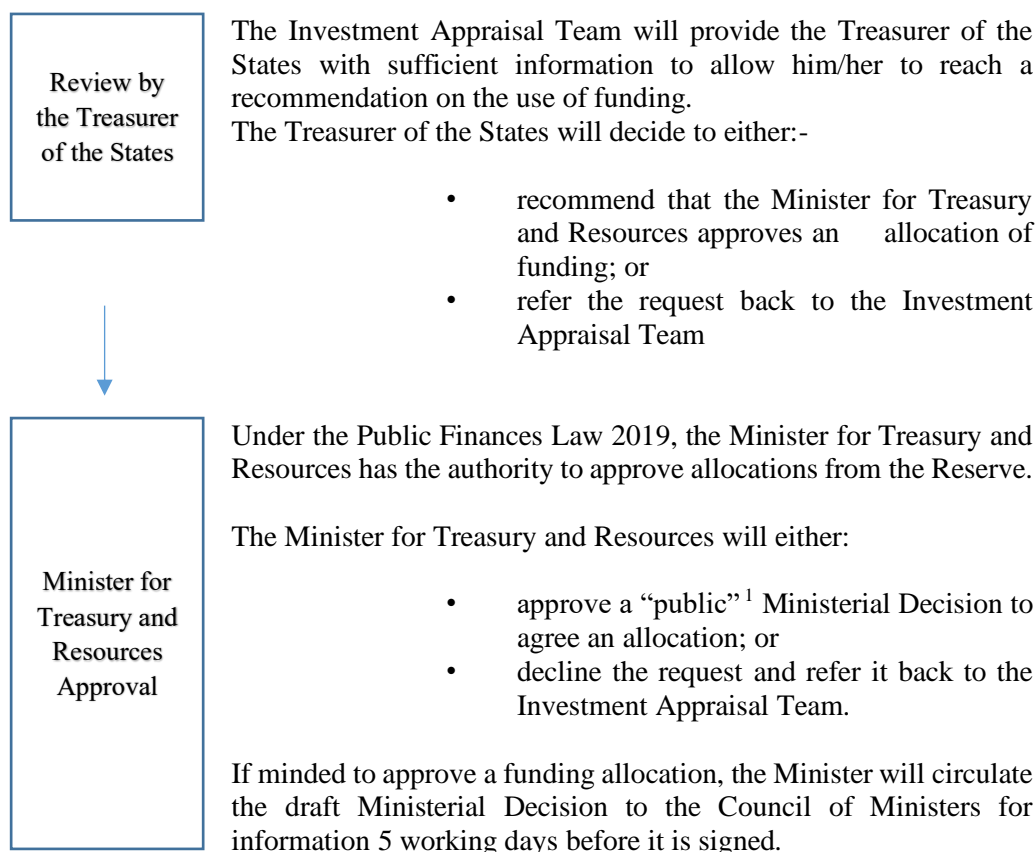 Review by
the Treasurer
of the States
The Investment Appraisal Team will provide the Treasurer of the
States with sufficient information to allow him/her to reach a
recommendation on the use of funding.
The Treasurer of the States will decide to either:-
• recommend that the Minister for Treasury
and Resources approves an allocation of
funding; or
• refer the request back to the Investment
Appraisal Team
Minister for
Treasury and
Resources
Approval
Under the Public Finances Law 2019, the Minister for Treasury and
Resources has the authority to approve allocations from the Reserve.
The Minister for Treasury and Resources will either:
• approve a “public” 1 Ministerial Decision to
agree an allocation; or
• decline the request and refer it back to the
Investment Appraisal Team.
If minded to approve a funding allocation, the Minister will circulate
the draft Ministerial Decision to the Council of Ministers for
information 5 working days before it is signed.